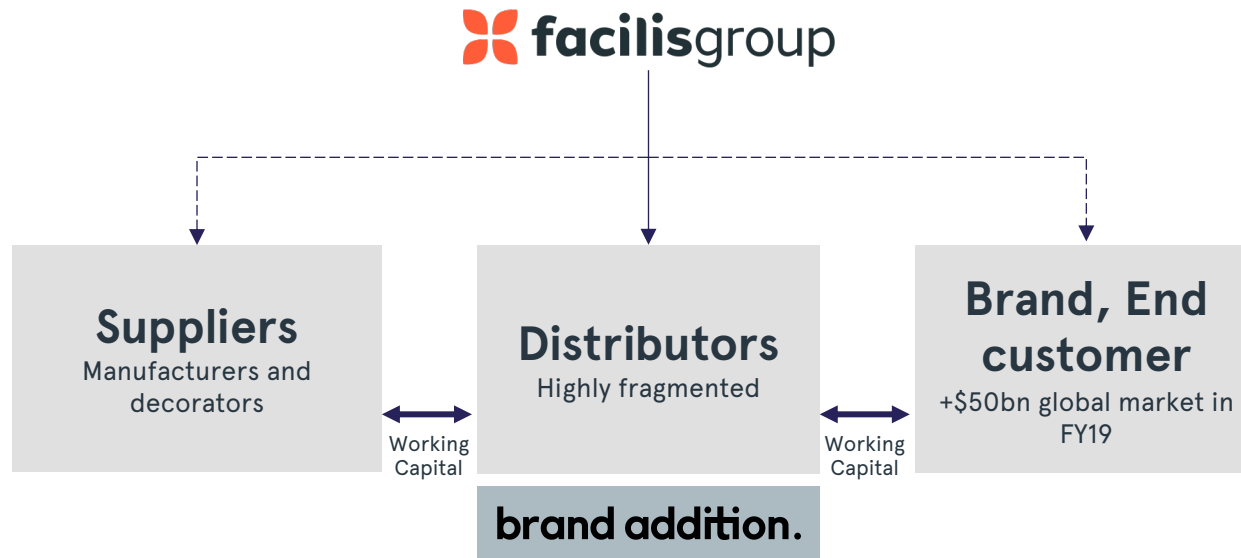 facilisgroup
Suppliers
Manufacturers and
decorators
Working
Capital
Distributors
Highly fragmented
Working
Capital
Brand, End
customer
+$50bn global market in
FY19
brand addition.